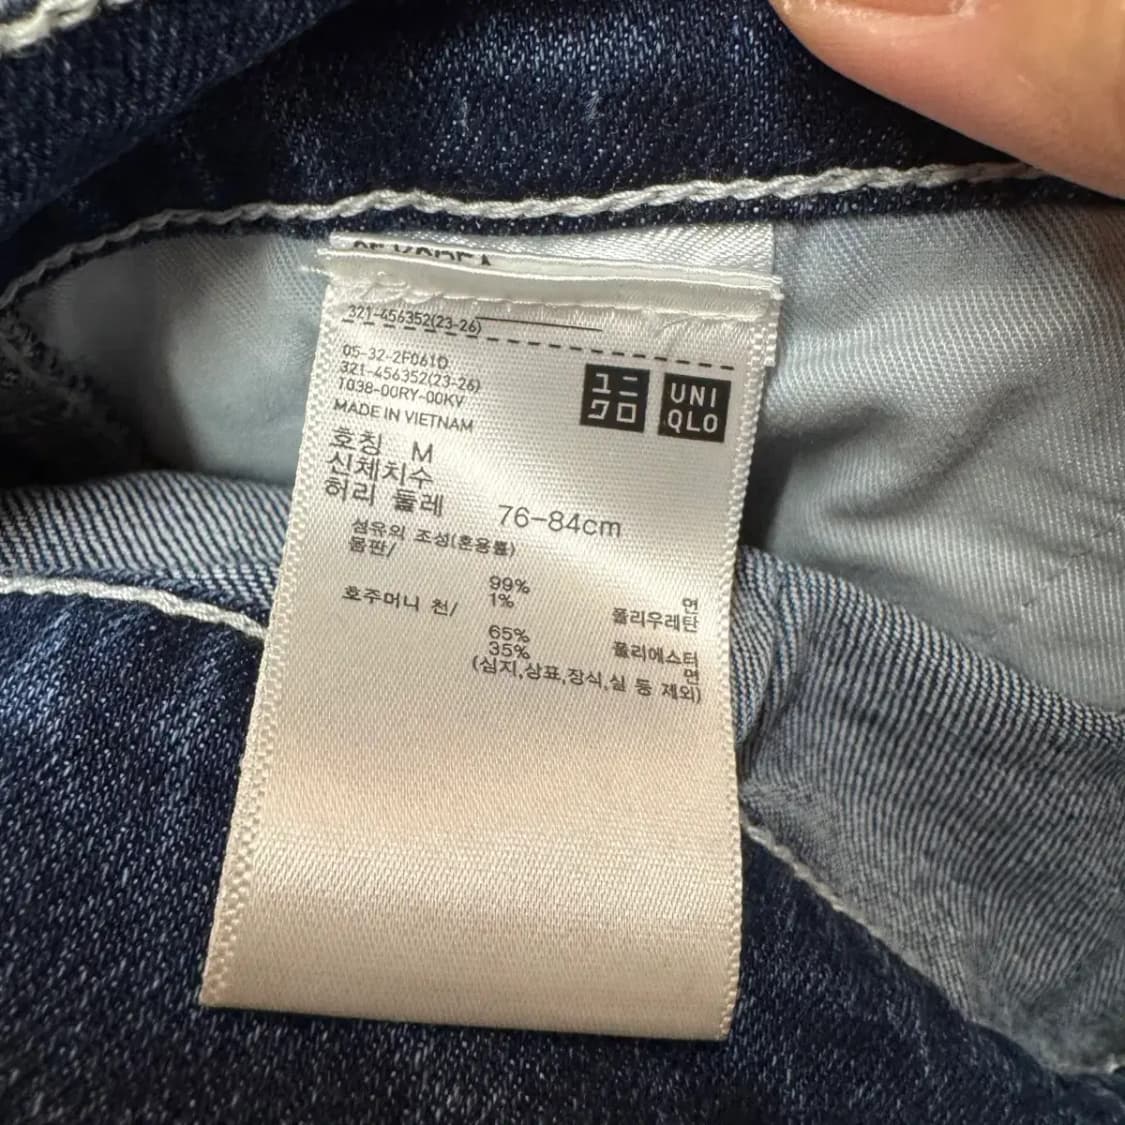 321-456352(23-26)
05-32-2F061D
321-456352(23-26)
1038-00RY-00KV
MADE IN VIETNAM
ユニ
クロ
UNI
QLO
호칭 M
신체치수
허리 둘레 76-84cm
섬유의 조성(혼용률)
몸판/
99% 면
1% 폴리우레탄
호주머니 천/
65% 폴리에스터
35% 면
(심지,상표,장식,실 등 제외)